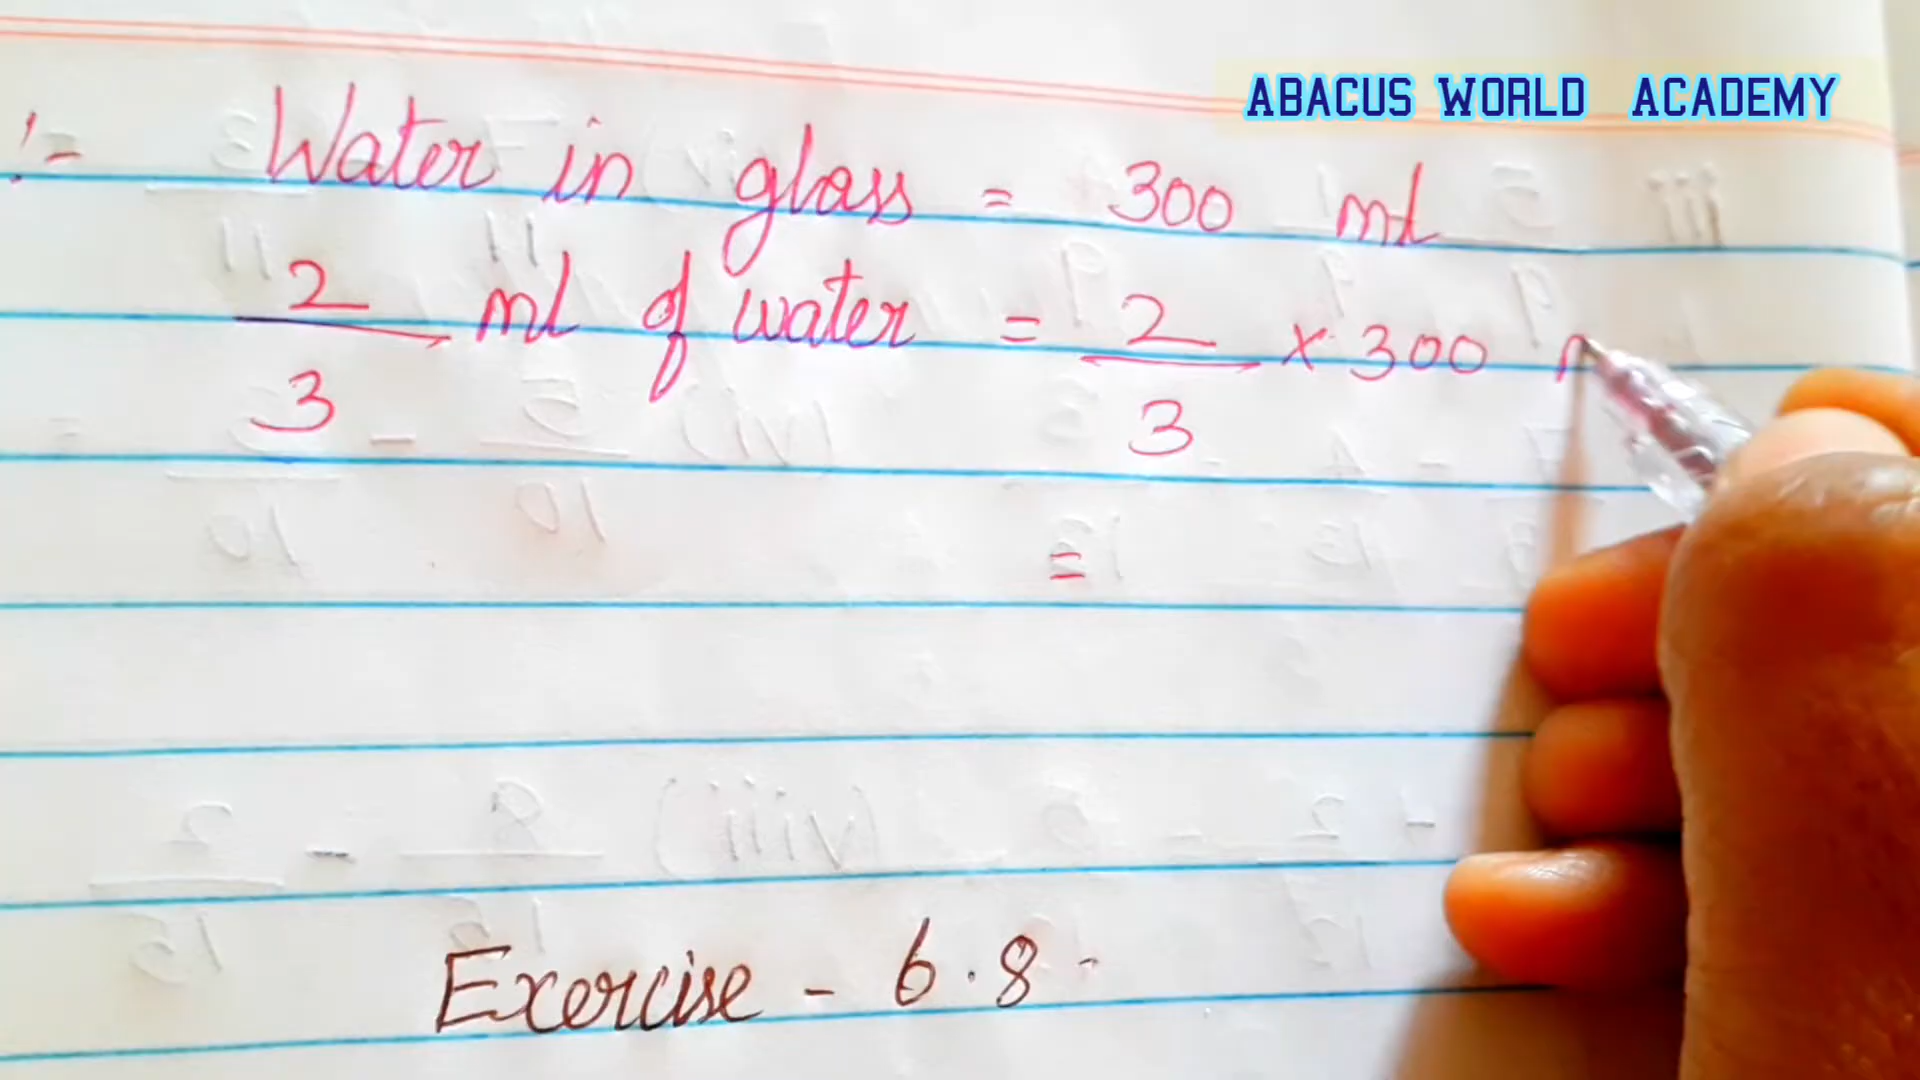 ABACUS WORLD ACADEMY
:- Water in glass = 300 ml
2/3 ml of water = 2/3 × 300
=
Exercise - 6.8